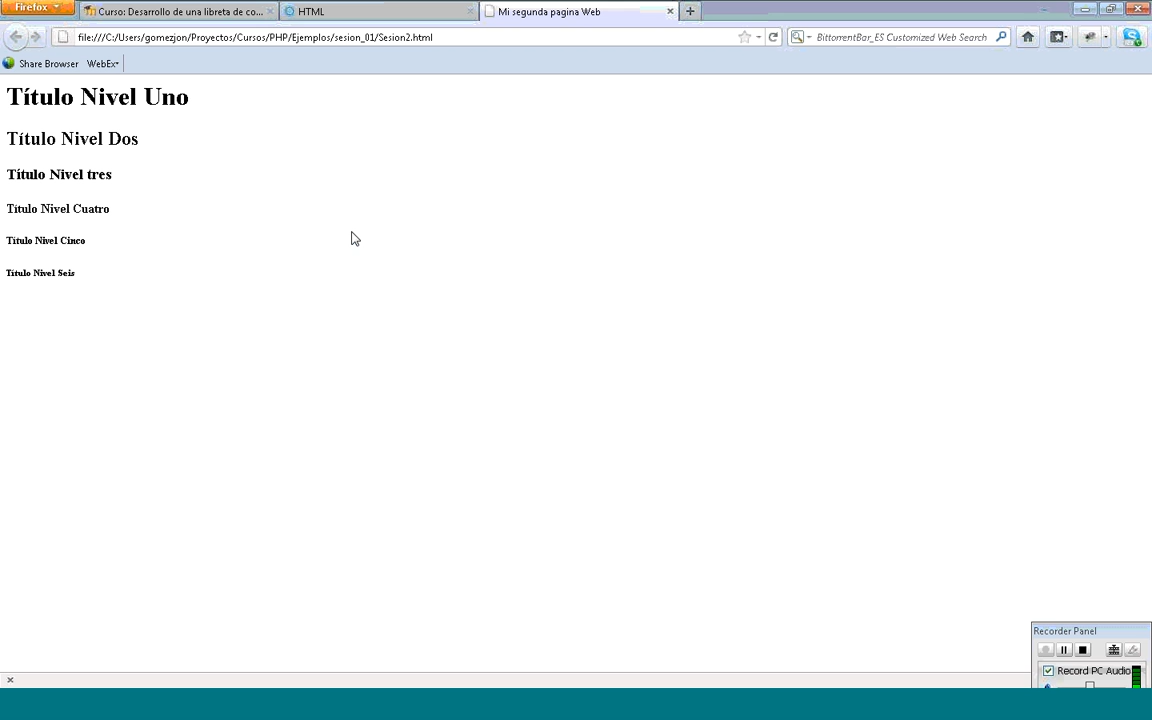 Firefox
Curso: Desarrollo de una libreta de co...
HTML
Mi segunda pagina Web
file:///C:/Users/gomezjon/Proyectos/Cursos/PHP/Ejemplos/sesion_01/Sesion2.html
BittorrentBar_ES Customized Web Search
Share Browser
WebEx
Título Nivel Uno
Título Nivel Dos
Título Nivel tres
Título Nivel Cuatro
Título Nivel Cinco
Título Nivel Seis
Recorder Panel
Record PC Audio